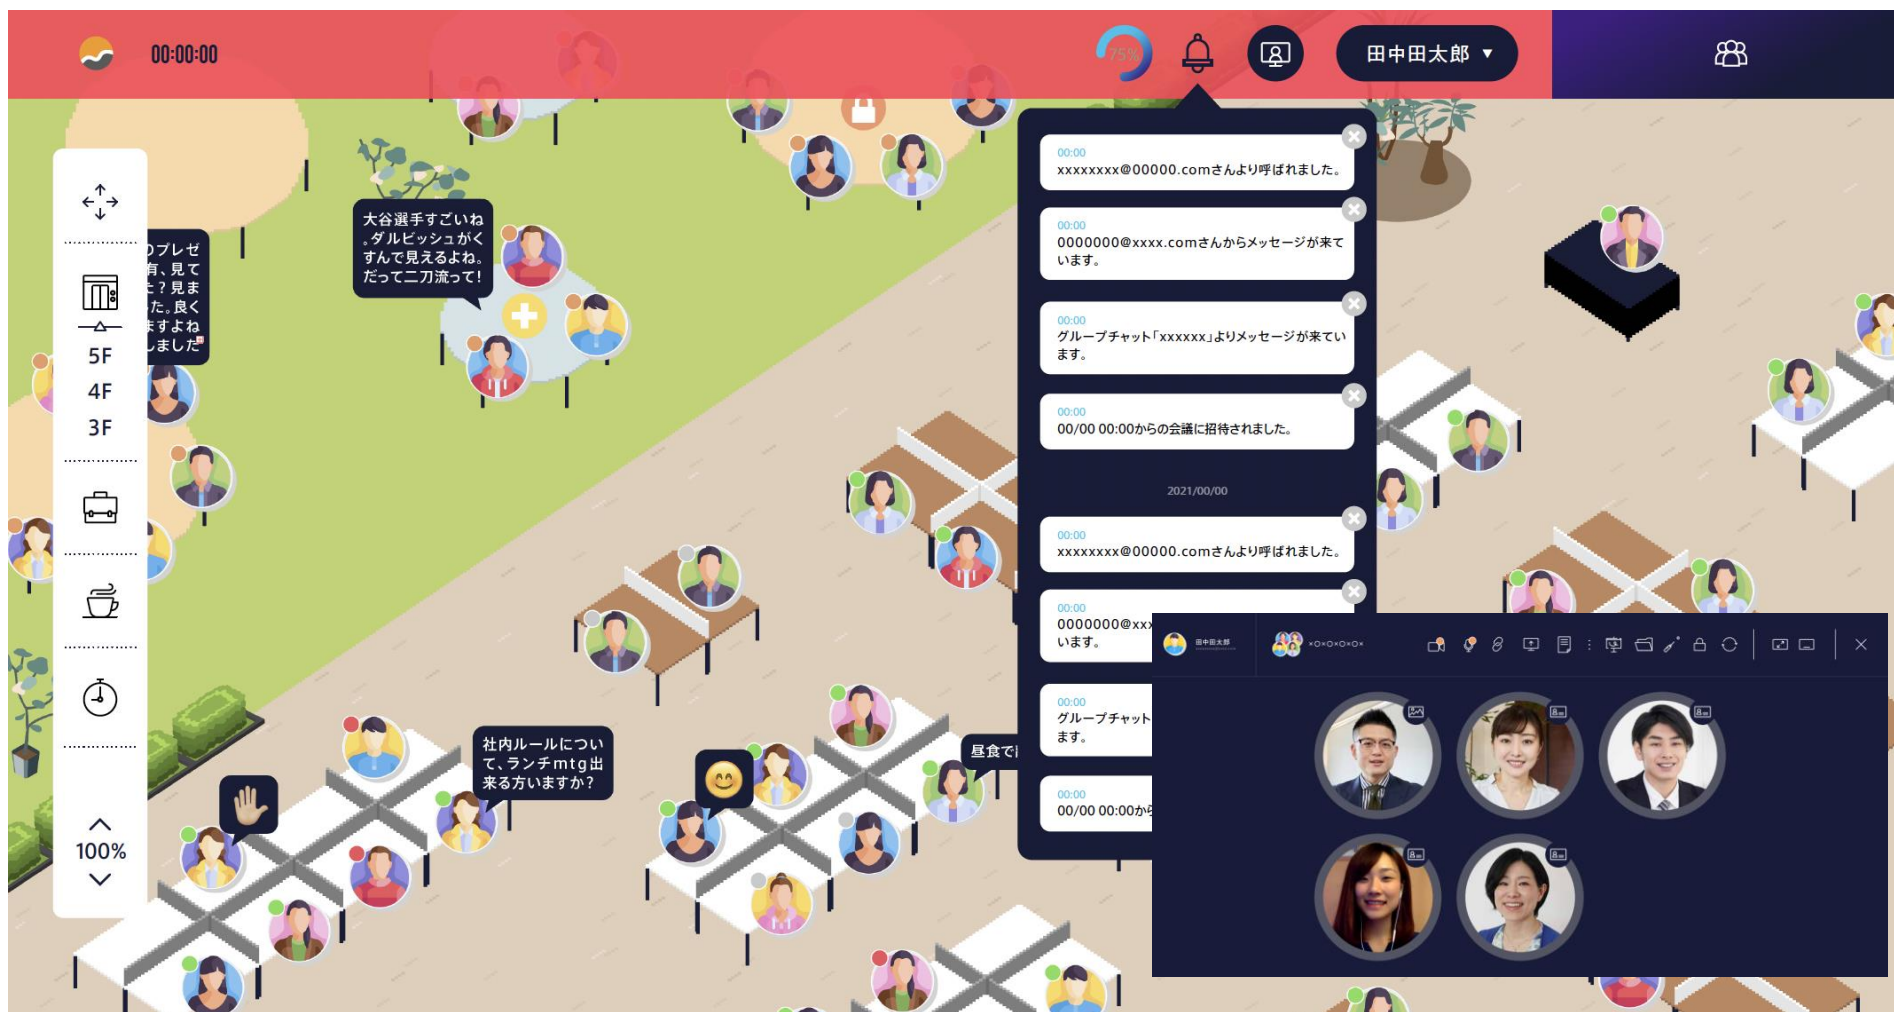 00:00:00
75%
田中田太郎 ▼
00:00
xxxxxxxx@00000.comさんより呼ばれました。
00:00
0000000@xxxx.comさんからメッセージが来て
います。
00:00
グループチャット「xxxxxx」よりメッセージが来てい
ます。
00:00
00/00 00:00からの会議に招待されました。
2021/00/00
00:00
xxxxxxxx@00000.comさんより呼ばれました。
00:00
0000000@xxx
います。
00:00
グループチャット
ます。
00:00
00/00 00:00から
大谷選手すごいね
。ダルビッシュがく
すんで見えるよね。
だって二刀流って!
のプレゼ
有、見て
た?見ま
た。良く
ますよね
しました
5F
4F
3F
100%
社内ルールについ
て、ランチmtg出
来る方いますか?
昼食で
田中田太郎
×○×○×○×○×